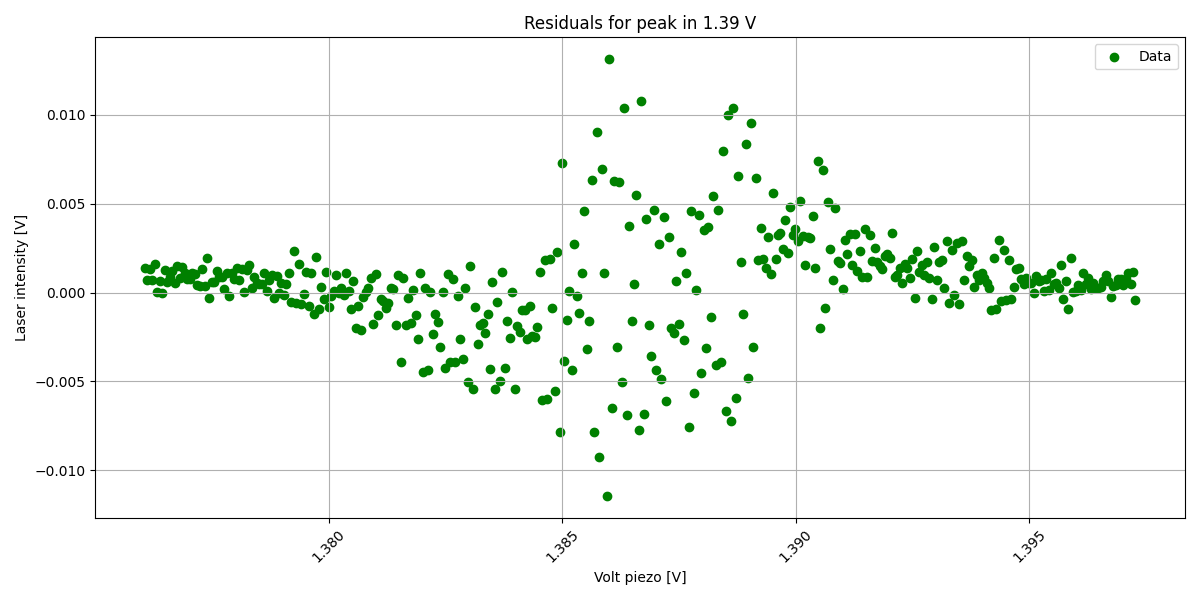 Residuals for peak in 1.39 V
Data
Laser intensity [V]
0.010
0.005
0.000
−0.005
−0.010
1.380
1.385
1.390
1.395
Volt piezo [V]